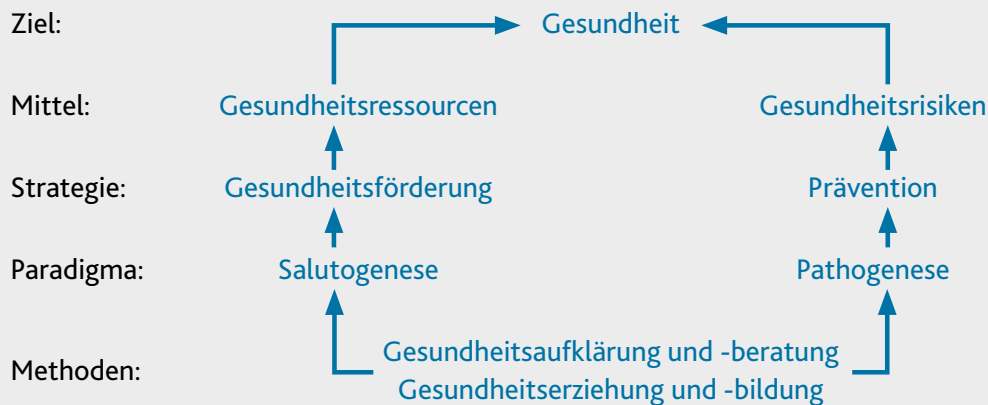 Ziel: Gesundheit
Mittel: Gesundheitsressourcen Gesundheitsrisiken
Strategie: Gesundheitsförderung Prävention
Paradigma: Salutogenese Pathogenese
Methoden: Gesundheitsaufklärung und -beratung
Gesundheitserziehung und -bildung